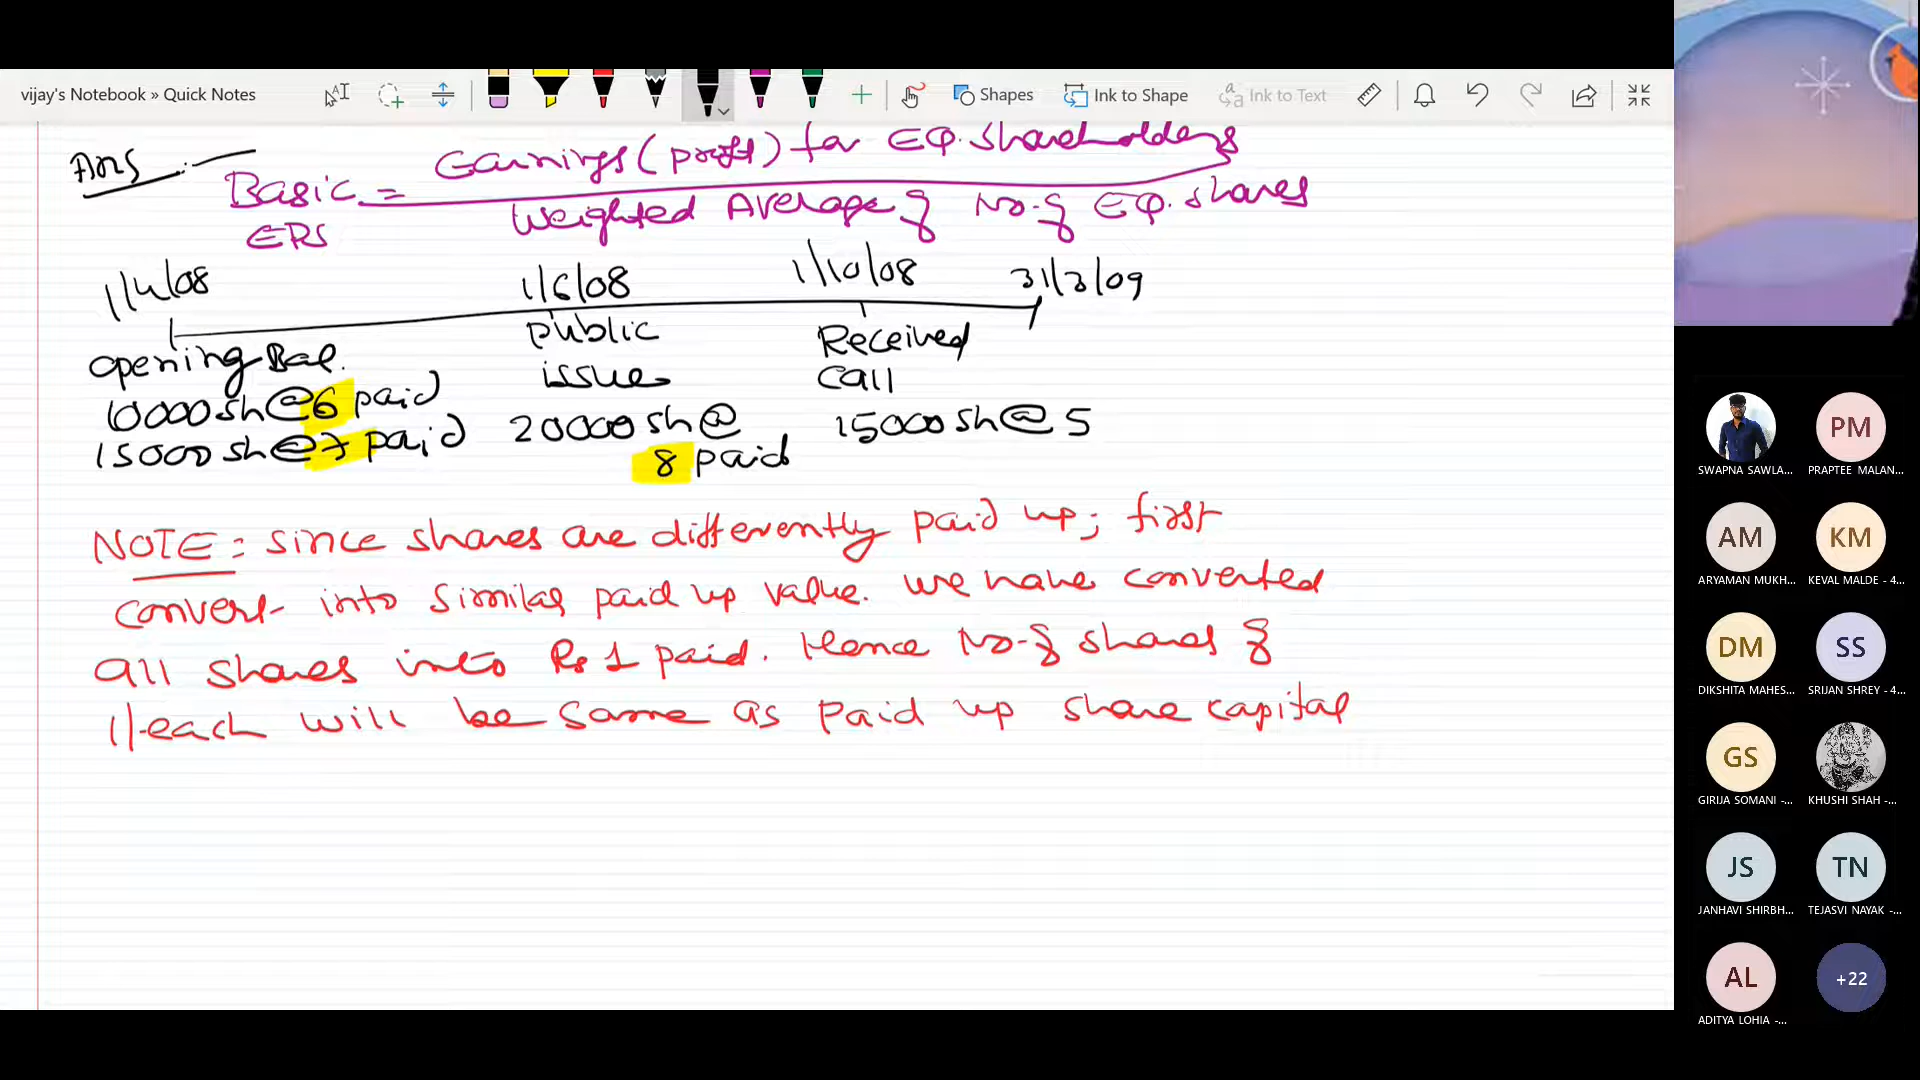 vijay's Notebook » Quick Notes
Shapes
Ink to Shape
Ink to Text
Ans :-
Earnings (profit) for EQ. shareholders
Basic =
Weighted Average of No. of EQ. shares
EPS
1/4/08 1/6/08 1/10/08 31/3/09
opening Bal. public issue Received call
10000 sh @ 6 paid
15000 sh @ 7 paid
20000 sh @
8 paid
15000 sh @ 5
NOTE: since shares are differently paid up; first
convert into similar paid up value. we have converted
all shares into Rs 1 paid. Hence No. of shares of
1/- each will be same as paid up share capital
SWAPNA SAWLA...
PM
PRAPTEE MALAN...
AM
ARYAMAN MUKH...
KM
KEVAL MALDE - 4...
DM
DIKSHITA MAHES...
SS
SRIJAN SHREY - 4...
GS
GIRIJA SOMANI -...
KHUSHI SHAH -...
JS
JANHAVI SHIRBH...
TN
TEJASVI NAYAK -...
AL
ADITYA LOHIA -...
+22